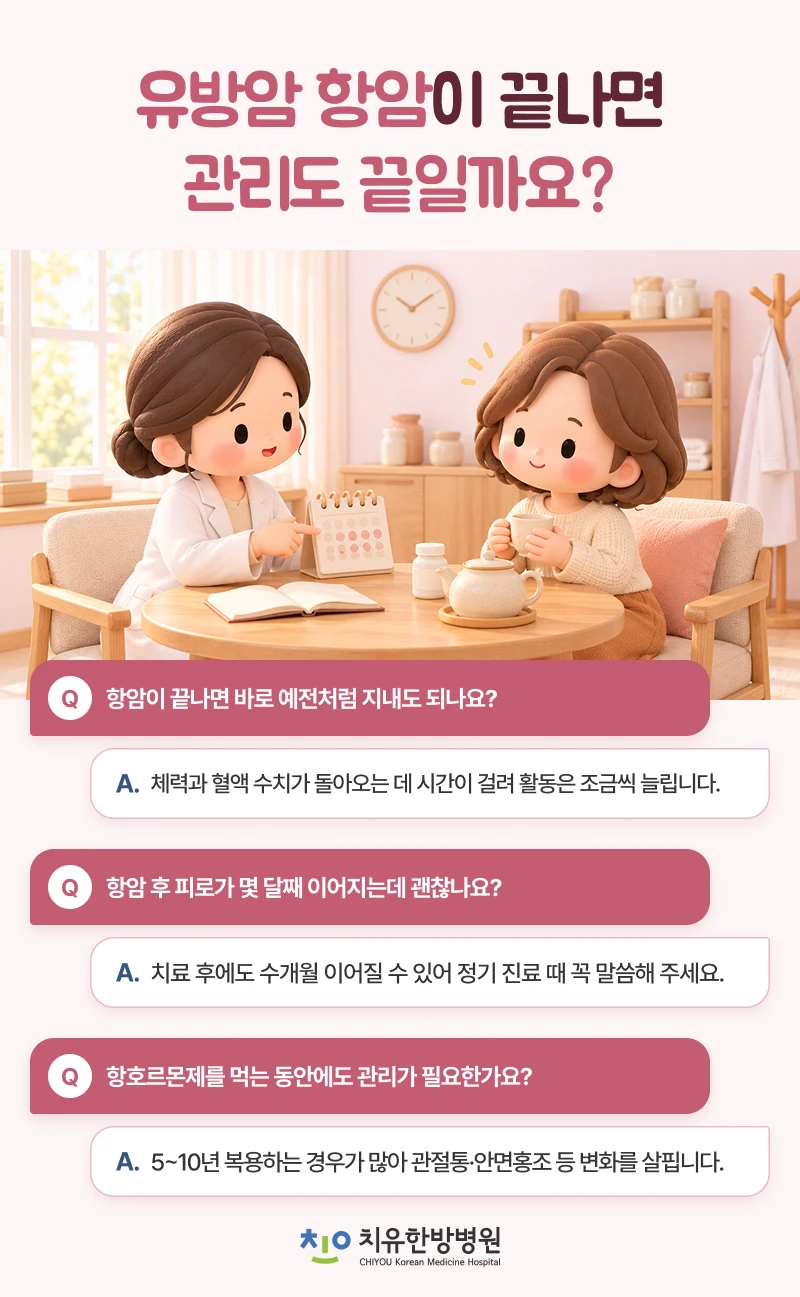 유방암 항암이 끝나면
관리도 끝일까요?
Q 항암이 끝나면 바로 예전처럼 지내도 되나요?
A. 체력과 혈액 수치가 돌아오는 데 시간이 걸려 활동은 조금씩 늘립니다.
Q 항암 후 피로가 몇 달째 이어지는데 괜찮나요?
A. 치료 후에도 수개월 이어질 수 있어 정기 진료 때 꼭 말씀해 주세요.
Q 항호르몬제를 먹는 동안에도 관리가 필요한가요?
A. 5~10년 복용하는 경우가 많아 관절통·안면홍조 등 변화를 살핍니다.
치유 치유한방병원
CHIYOU Korean Medicine Hospital